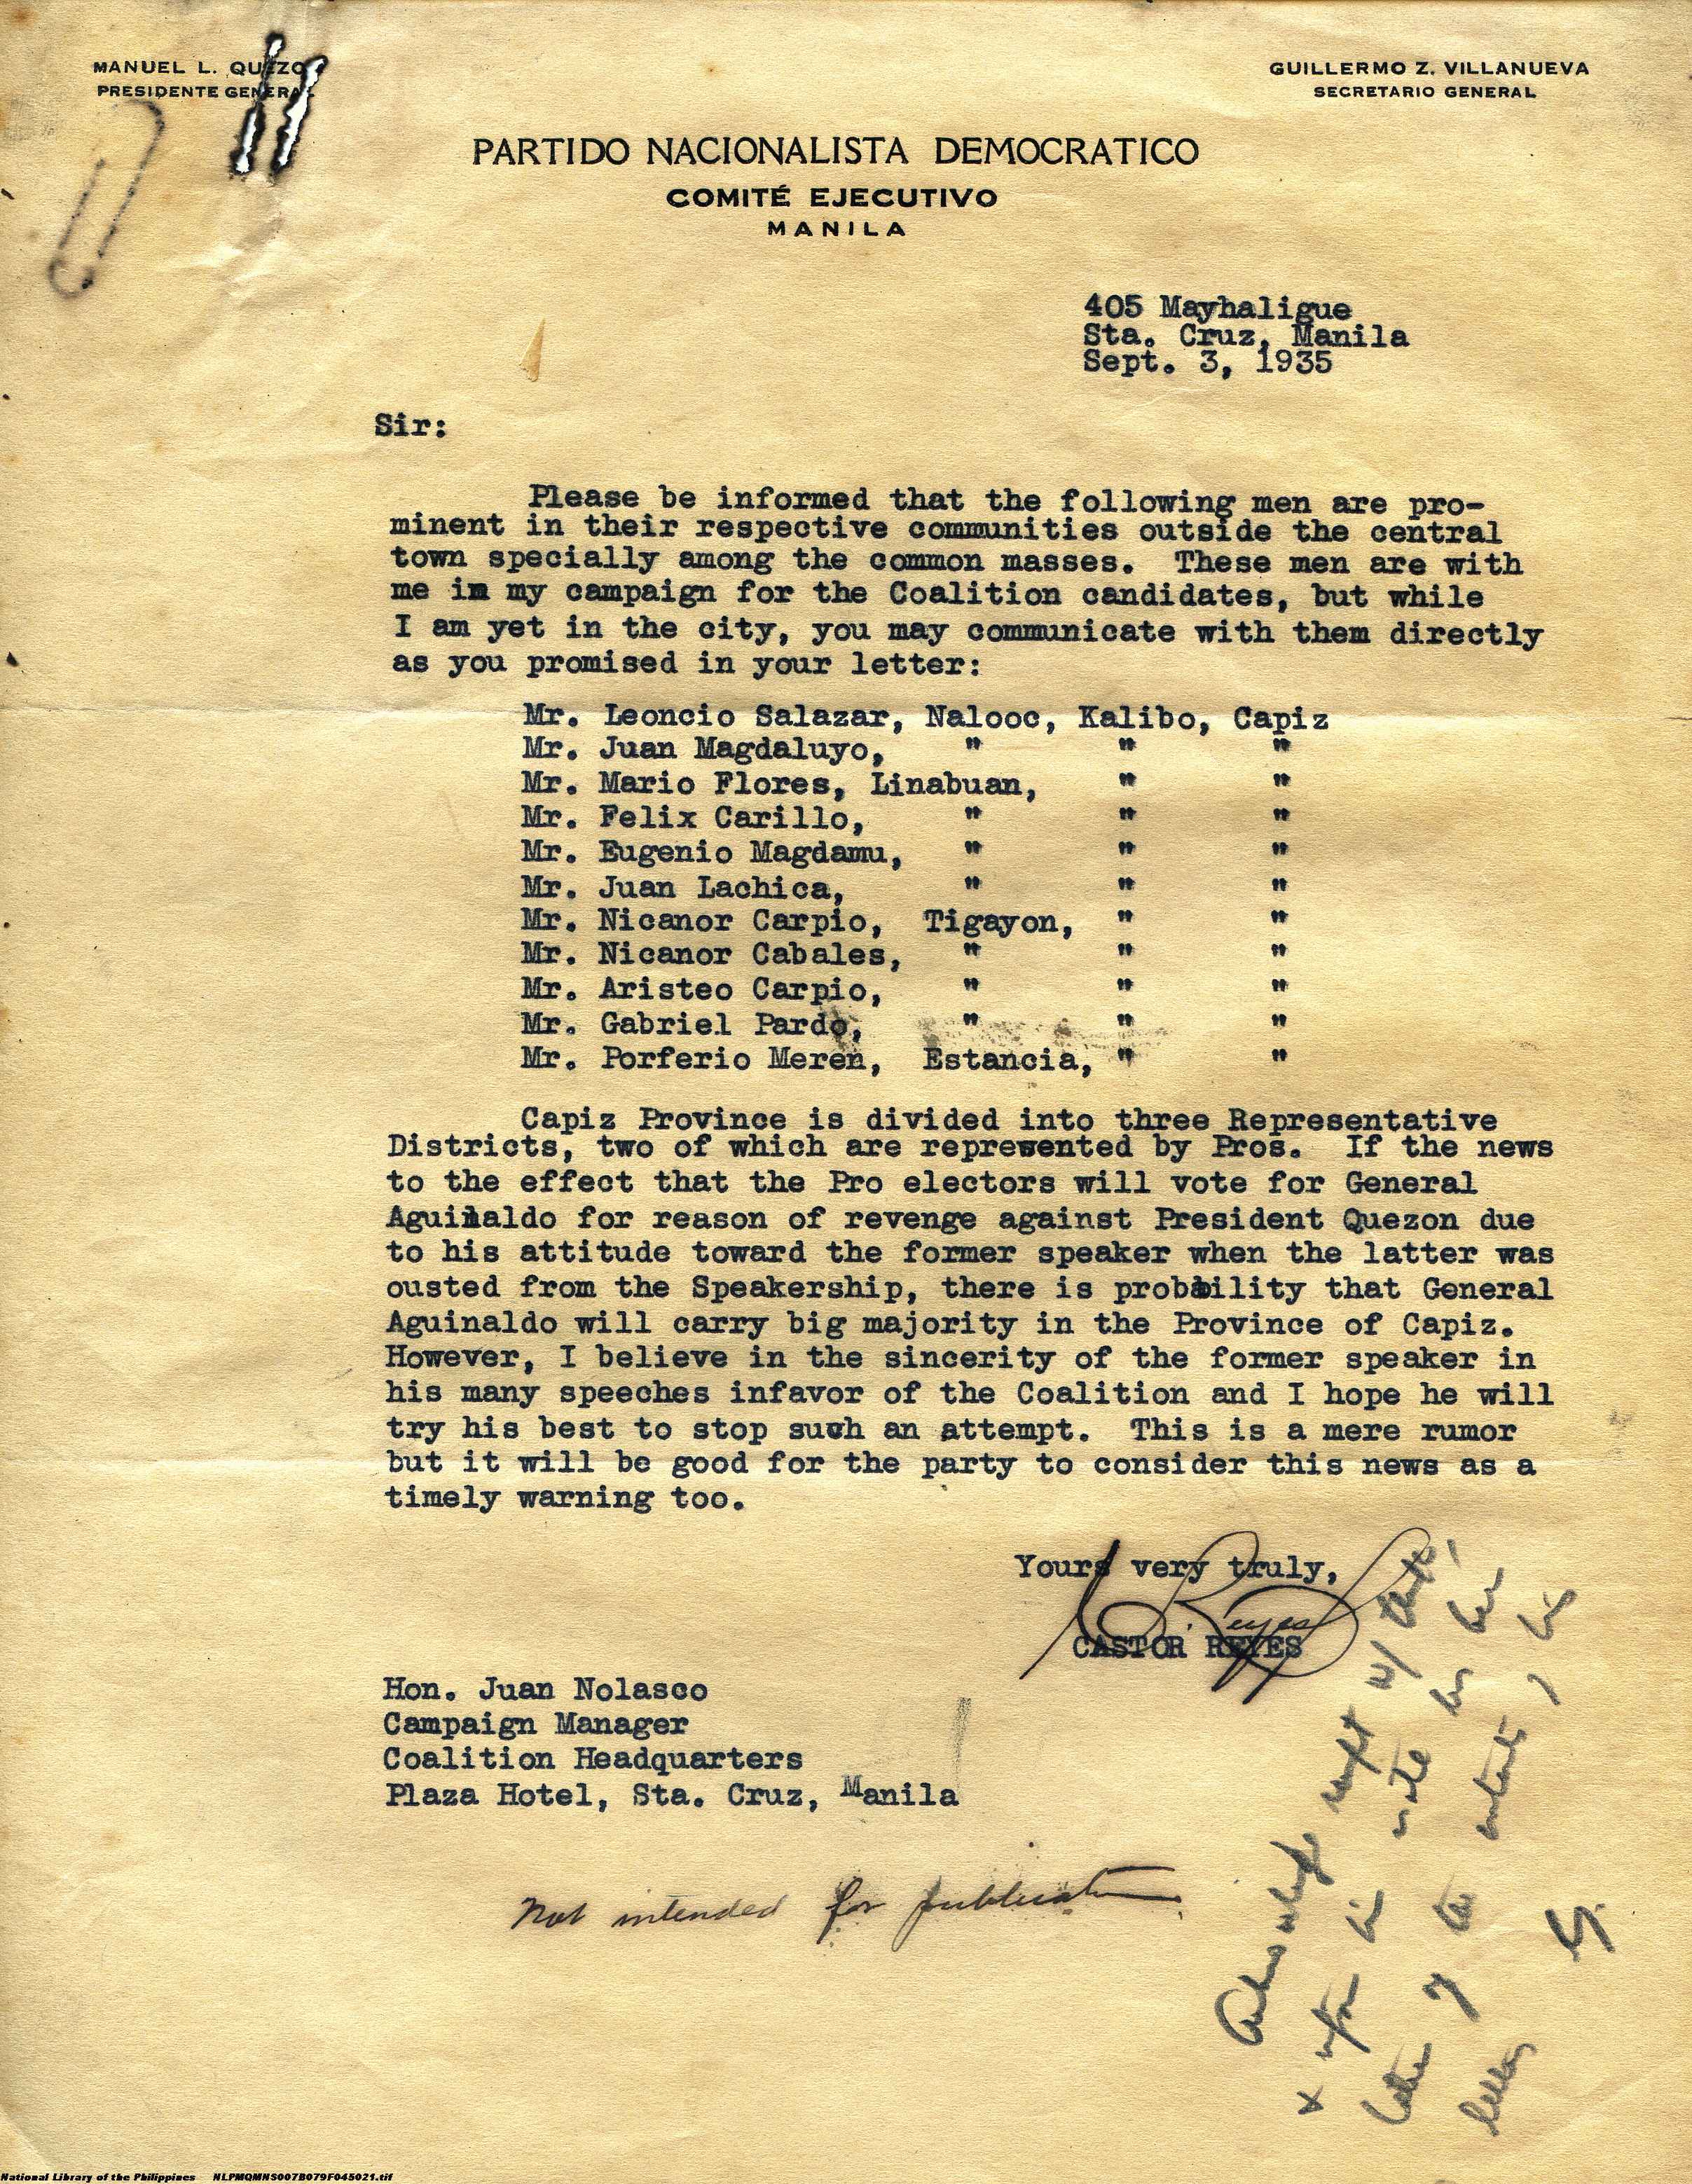 MANUEL L. QUEZO
PRESIDENTE GENERAL
GUILLERMO Z. VILLANUEVA
SECRETARIO GENERAL
PARTIDO NACIONALISTA DEMOCRATICO
COMITÉ EJECUTIVO
MANILA
405 Mayhaligue
Sta. Cruz, Manila
Sept. 3, 1935
Sir:
Please be informed that the following men are pro-
minent in their respective communities outside the central
town specially among the common masses. These men are with
me in my campaign for the Coalition candidates, but while
I am yet in the city, you may communicate with them directly
as you promised in your letter:
Mr. Leoncio Salazar, Nalooc, Kalibo, Capiz
Mr. Juan Magdaluyo, " " "
Mr. Mario Flores, Linabuan, " "
Mr. Felix Carillo, " " "
Mr. Eugenio Magdamu, " " "
Mr. Juan Lachica, " " "
Mr. Nicanor Carpio, Tigayon, " "
Mr. Nicanor Cabales, " " "
Mr. Aristeo Carpio, " " "
Mr. Gabriel Pardo, " " "
Mr. Porferio Meren, Estancia, " "
Capiz Province is divided into three Representative
Districts, two of which are represented by Pros. If the news
to the effect that the Pro electors will vote for General
Aguinaldo for reason of revenge against President Quezon due
to his attitude toward the former speaker when the latter was
ousted from the Speakership, there is probability that General
Aguinaldo will carry big majority in the Province of Capiz.
However, I believe in the sincerity of the former speaker in
his many speeches infavor of the Coalition and I hope he will
try his best to stop such an attempt. This is a mere rumor
but it will be good for the party to consider this news as a
timely warning too.
Yours very truly,
C Reyes
CASTOR REYES
Hon. Juan Nolasco
Campaign Manager
Coalition Headquarters
Plaza Hotel, Sta. Cruz, Manila
Not intended for publication
w/
letter
National Library of the Philippines NLPMQMNS007B079F045021.tif